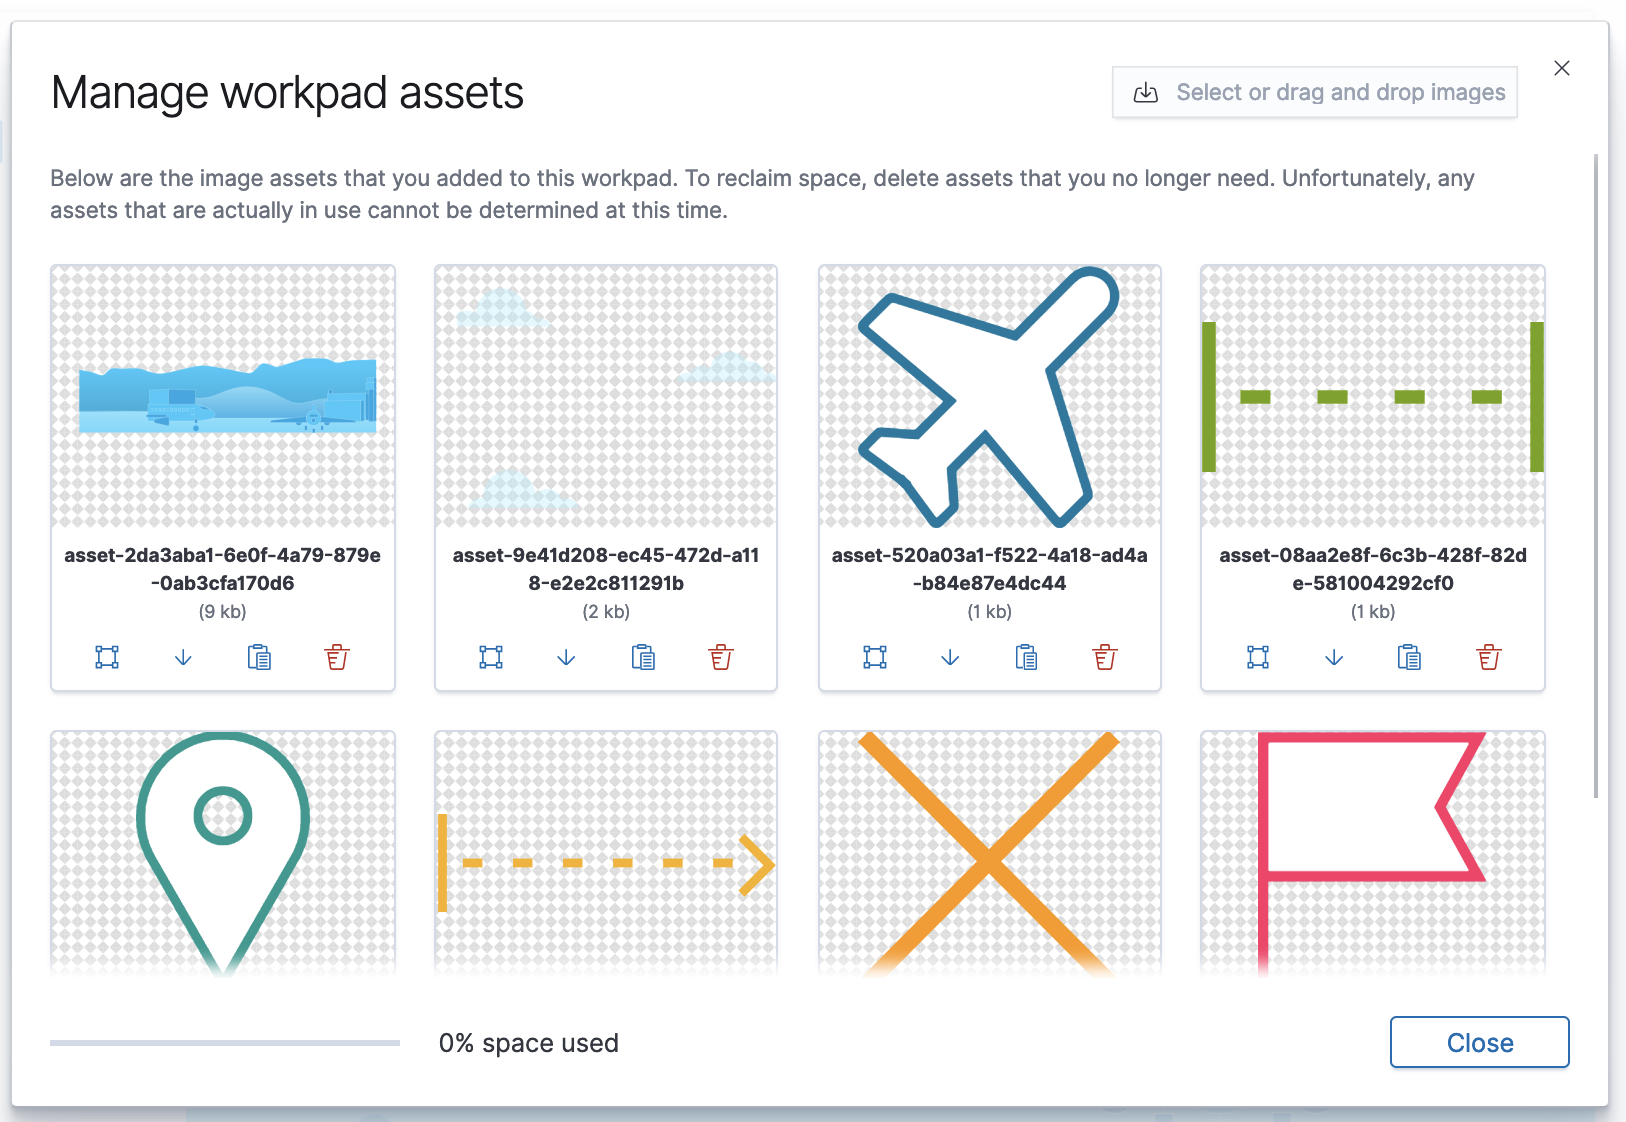 Manage workpad assets
Select or drag and drop images
Below are the image assets that you added to this workpad. To reclaim space, delete assets that you no longer need. Unfortunately, any
assets that are actually in use cannot be determined at this time.
asset-2da3aba1-6e0f-4a79-879e
-0ab3cfa170d6
(9 kb)
asset-9e41d208-ec45-472d-a11
8-e2e2c811291b
(2 kb)
asset-520a03a1-f522-4a18-ad4a
-b84e87e4dc44
(1 kb)
asset-08aa2e8f-6c3b-428f-82d
e-581004292cf0
(1 kb)
0% space used
Close